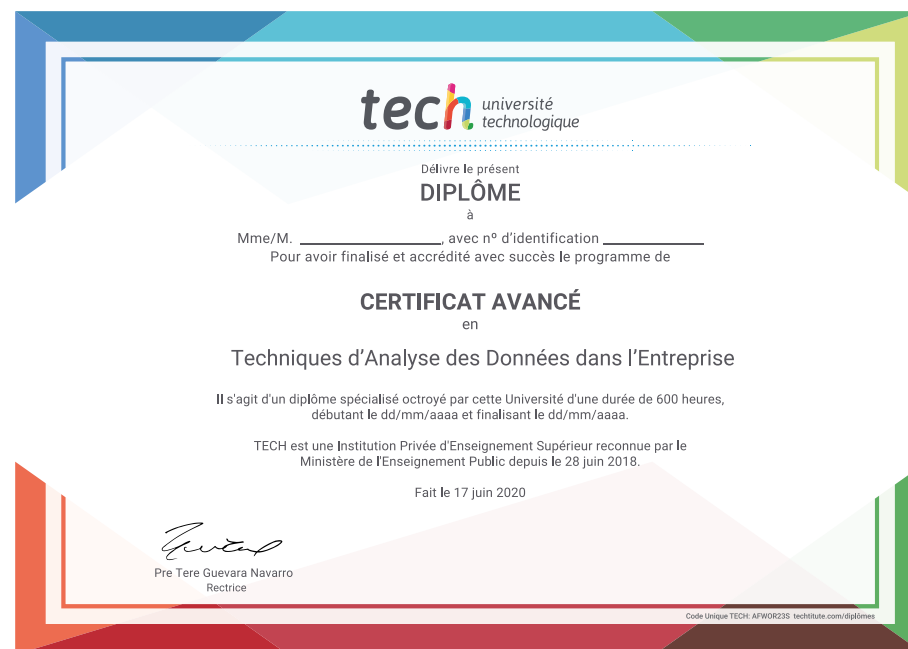 tech université
technologique
Délivre le présent
DIPLÔME
à
Mme/M. ____________________, avec nº d'identification ______________
Pour avoir finalisé et accrédité avec succès le programme de
CERTIFICAT AVANCÉ
en
Techniques d'Analyse des Données dans l'Entreprise
Il s'agit d'un diplôme spécialisé octroyé par cette Université d'une durée de 600 heures,
débutant le dd/mm/aaaa et finalisant le dd/mm/aaaa.
TECH est une Institution Privée d'Enseignement Supérieur reconnue par le
Ministère de l'Enseignement Public depuis le 28 juin 2018.
Fait le 17 juin 2020
Pre Tere Guevara Navarro
Rectrice
Code Unique TECH: AFWOR23S techtitute.com/diplômes